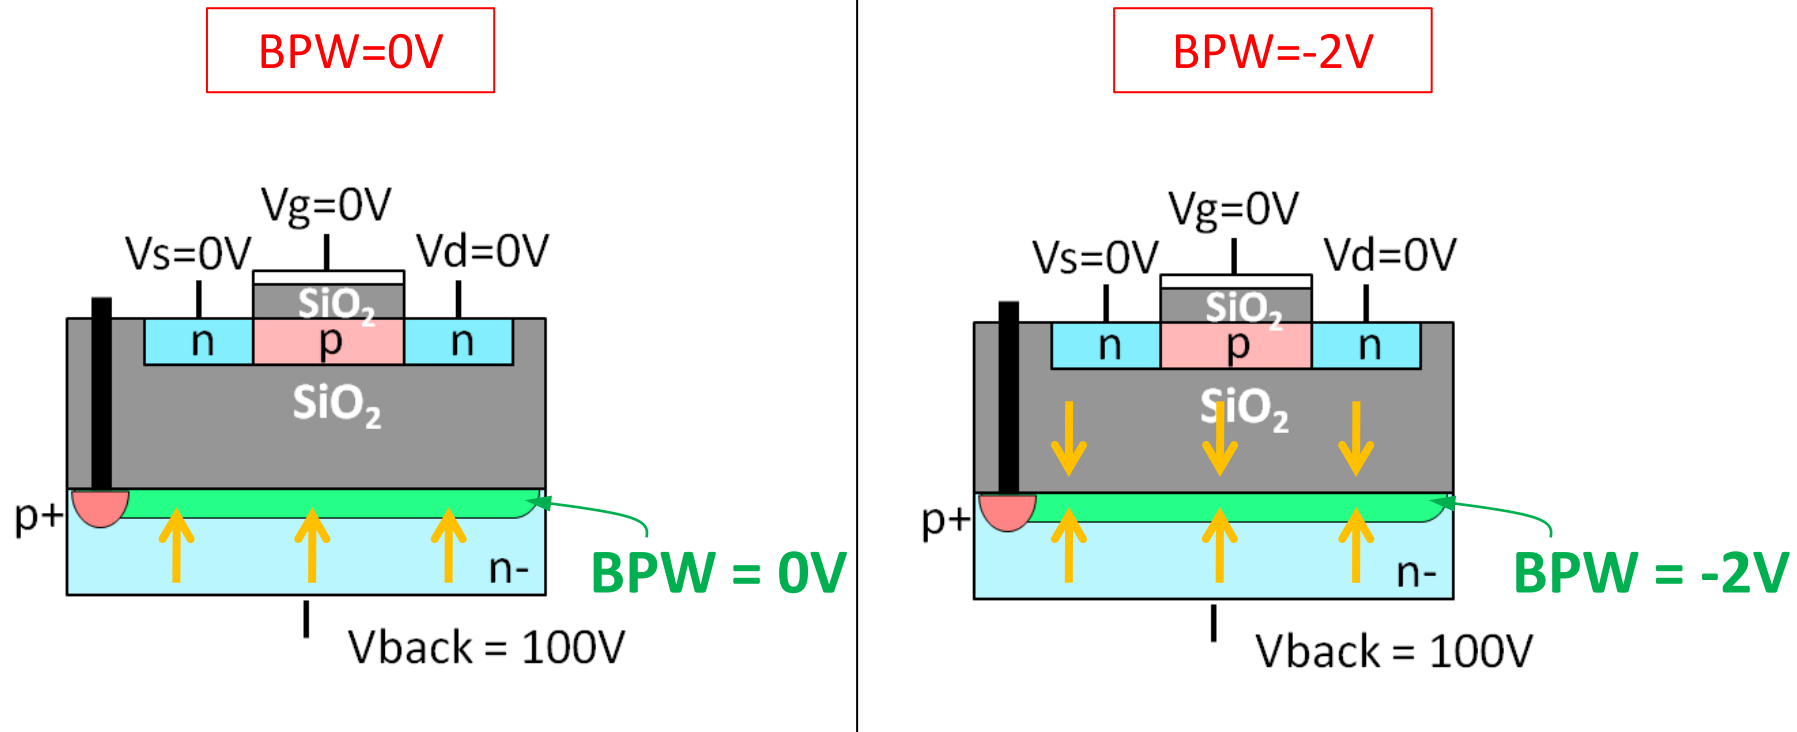 BPW=0V
Vg=0V
Vs=0V
Vd=0V
SiO₂
n
p
n
SiO₂
p+
n-
BPW = 0V
Vback = 100V
BPW=-2V
Vg=0V
Vs=0V
Vd=0V
SiO₂
n
p
n
SiO₂
p+
n-
BPW = -2V
Vback = 100V